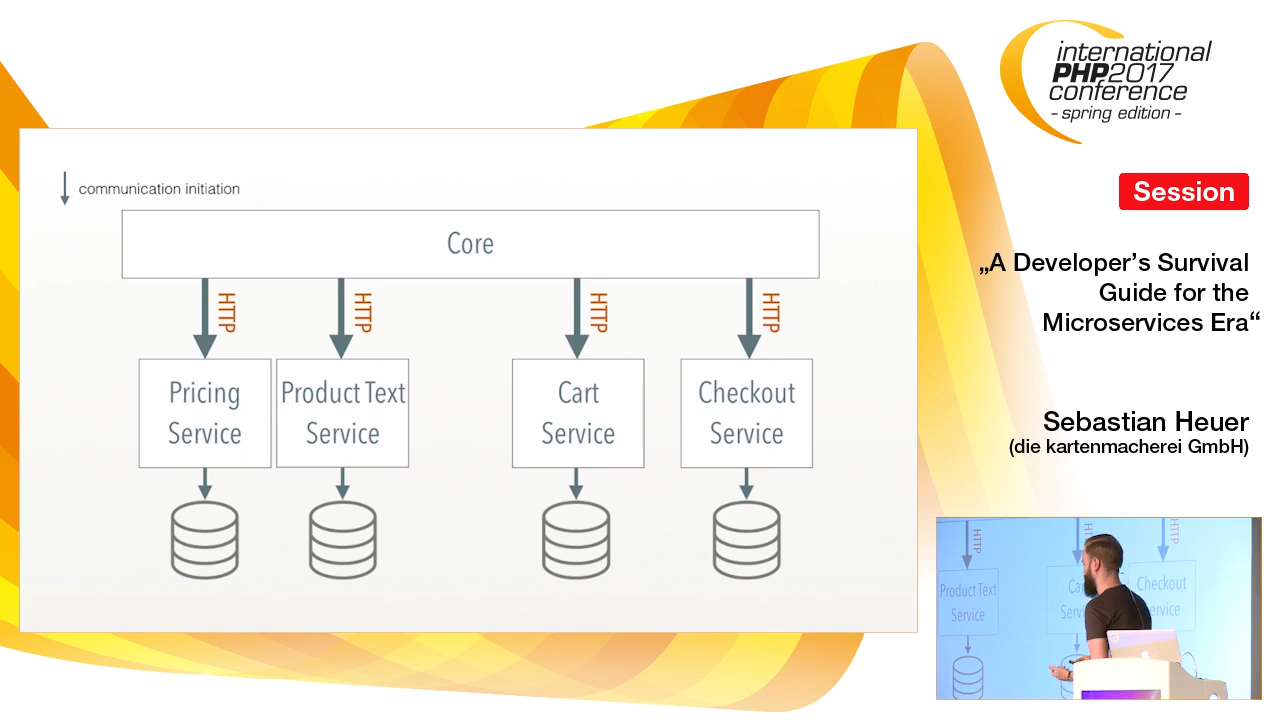 international
PHP2017
conference
- spring edition -
Session
„A Developer’s Survival
Guide for the
Microservices Era“
Sebastian Heuer
(die kartenmacherei GmbH)
communication initiation
Core
HTTP
HTTP
HTTP
HTTP
Pricing
Service
Product Text
Service
Cart
Service
Checkout
Service
HTTP
HTTP
HTTP
Product Text
Service
Checkout